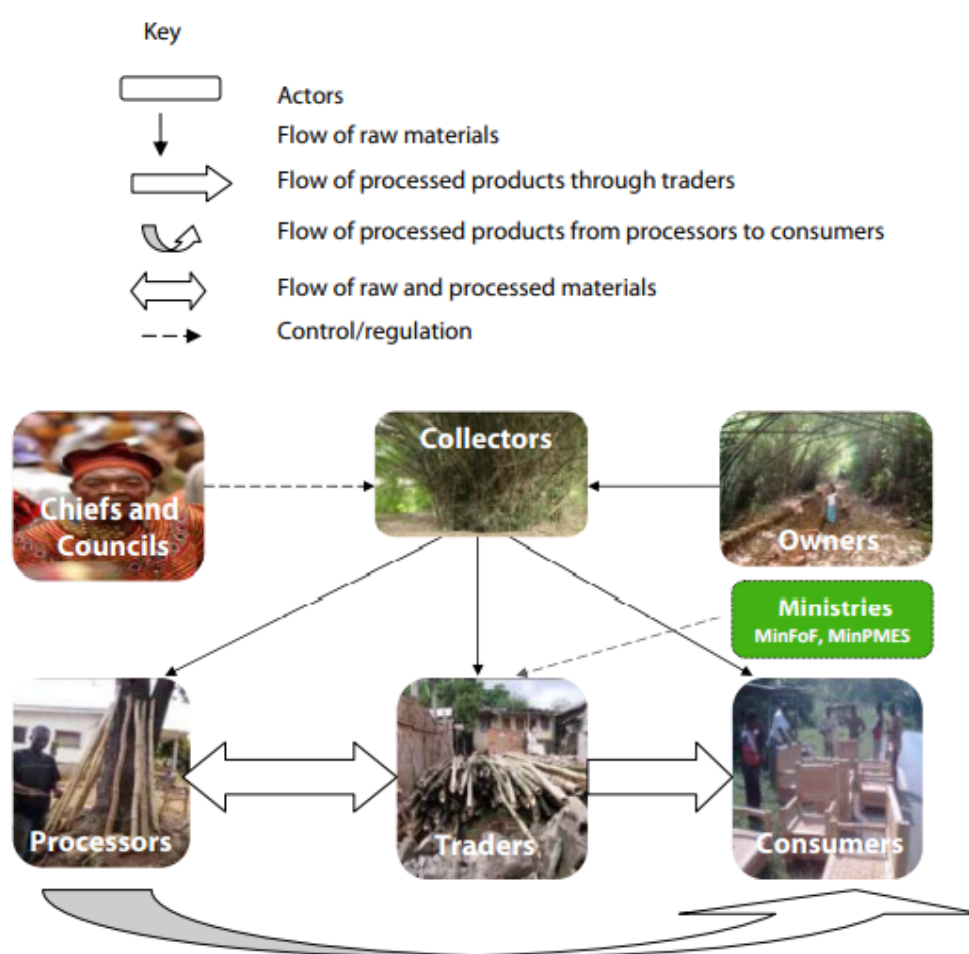 Key
Actors
Flow of raw materials
Flow of processed products through traders
Flow of processed products from processors to consumers
Flow of raw and processed materials
Control/regulation
Chiefs and
Councils
Collectors
Owners
Ministries
MinFoF, MinPMES
Processors
Traders
Consumers